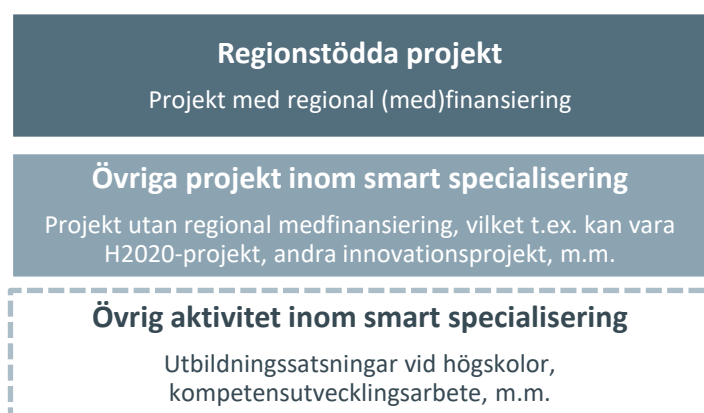 Regionstödda projekt
Projekt med regional (med)finansiering
Övriga projekt inom smart specialisering
Projekt utan regional medfinansiering, vilket t.ex. kan vara
H2020-projekt, andra innovationsprojekt, m.m.
Övrig aktivitet inom smart specialisering
Utbildningssatsningar vid högskolor,
kompetensutvecklingsarbete, m.m.